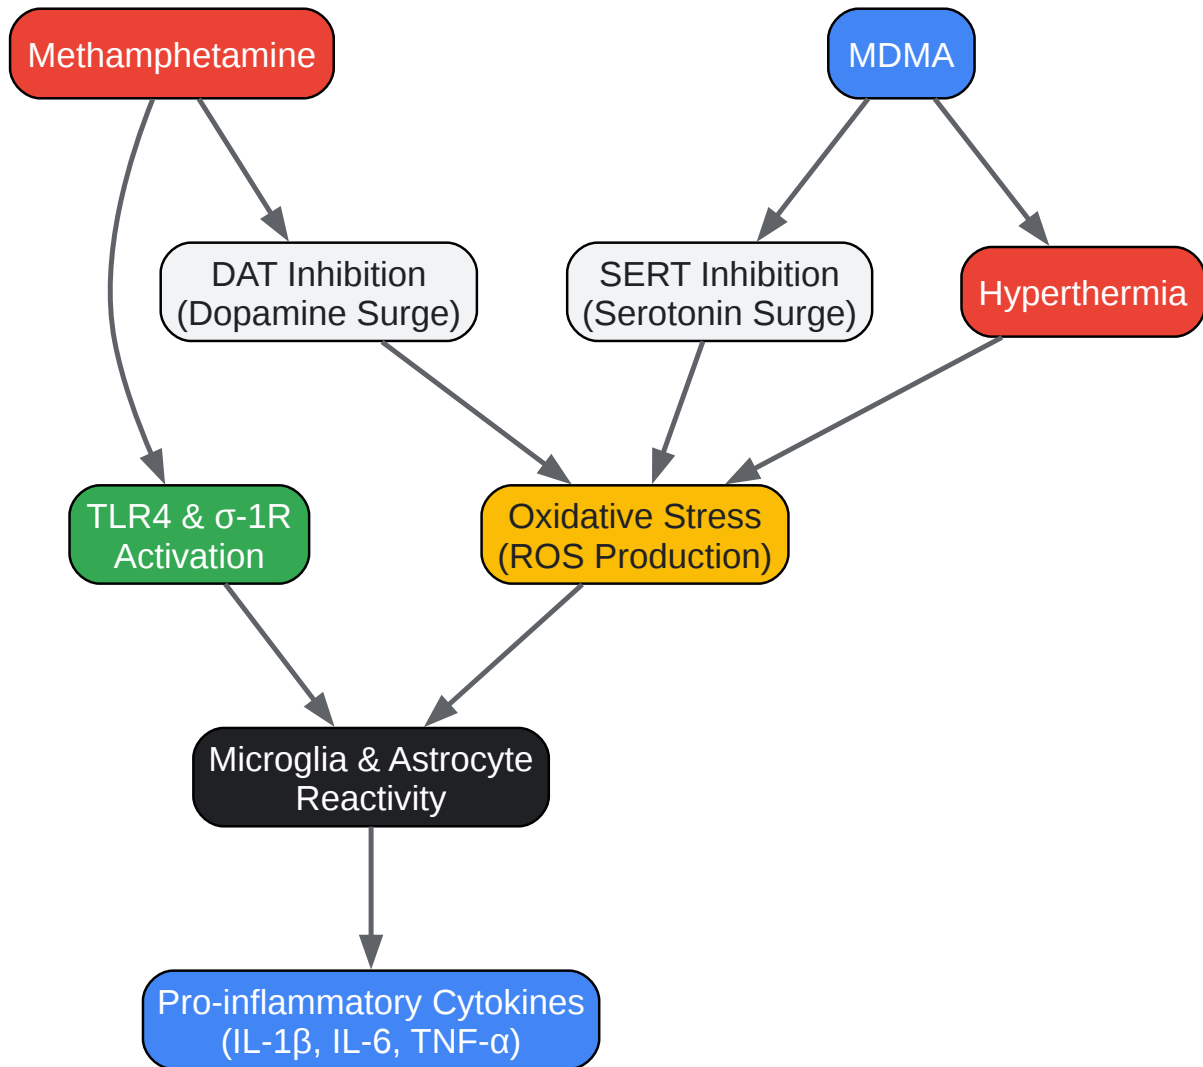 Methamphetamine
MDMA
DAT Inhibition
(Dopamine Surge)
SERT Inhibition
(Serotonin Surge)
Hyperthermia
TLR4 & σ-1R
Activation
Oxidative Stress
(ROS Production)
Microglia & Astrocyte
Reactivity
Pro-inflammatory Cytokines
(IL-1β, IL-6, TNF-α)